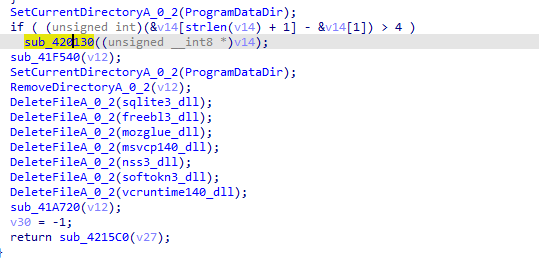 SetCurrentDirectoryA_0_2(ProgramDataDir);
if ( (unsigned int)(&v14[strlen(v14) + 1] - &v14[1]) > 4 )
sub_420130((unsigned __int8 *)v14);
sub_41F540(v12);
SetCurrentDirectoryA_0_2(ProgramDataDir);
RemoveDirectoryA_0_2(v12);
DeleteFileA_0_2(sqlite3_dll);
DeleteFileA_0_2(freebl3_dll);
DeleteFileA_0_2(mozglue_dll);
DeleteFileA_0_2(msvcp140_dll);
DeleteFileA_0_2(nss3_dll);
DeleteFileA_0_2(softokn3_dll);
DeleteFileA_0_2(vcruntime140_dll);
sub_41A720(v12);
v30 = -1;
return sub_4215C0(v27);
}